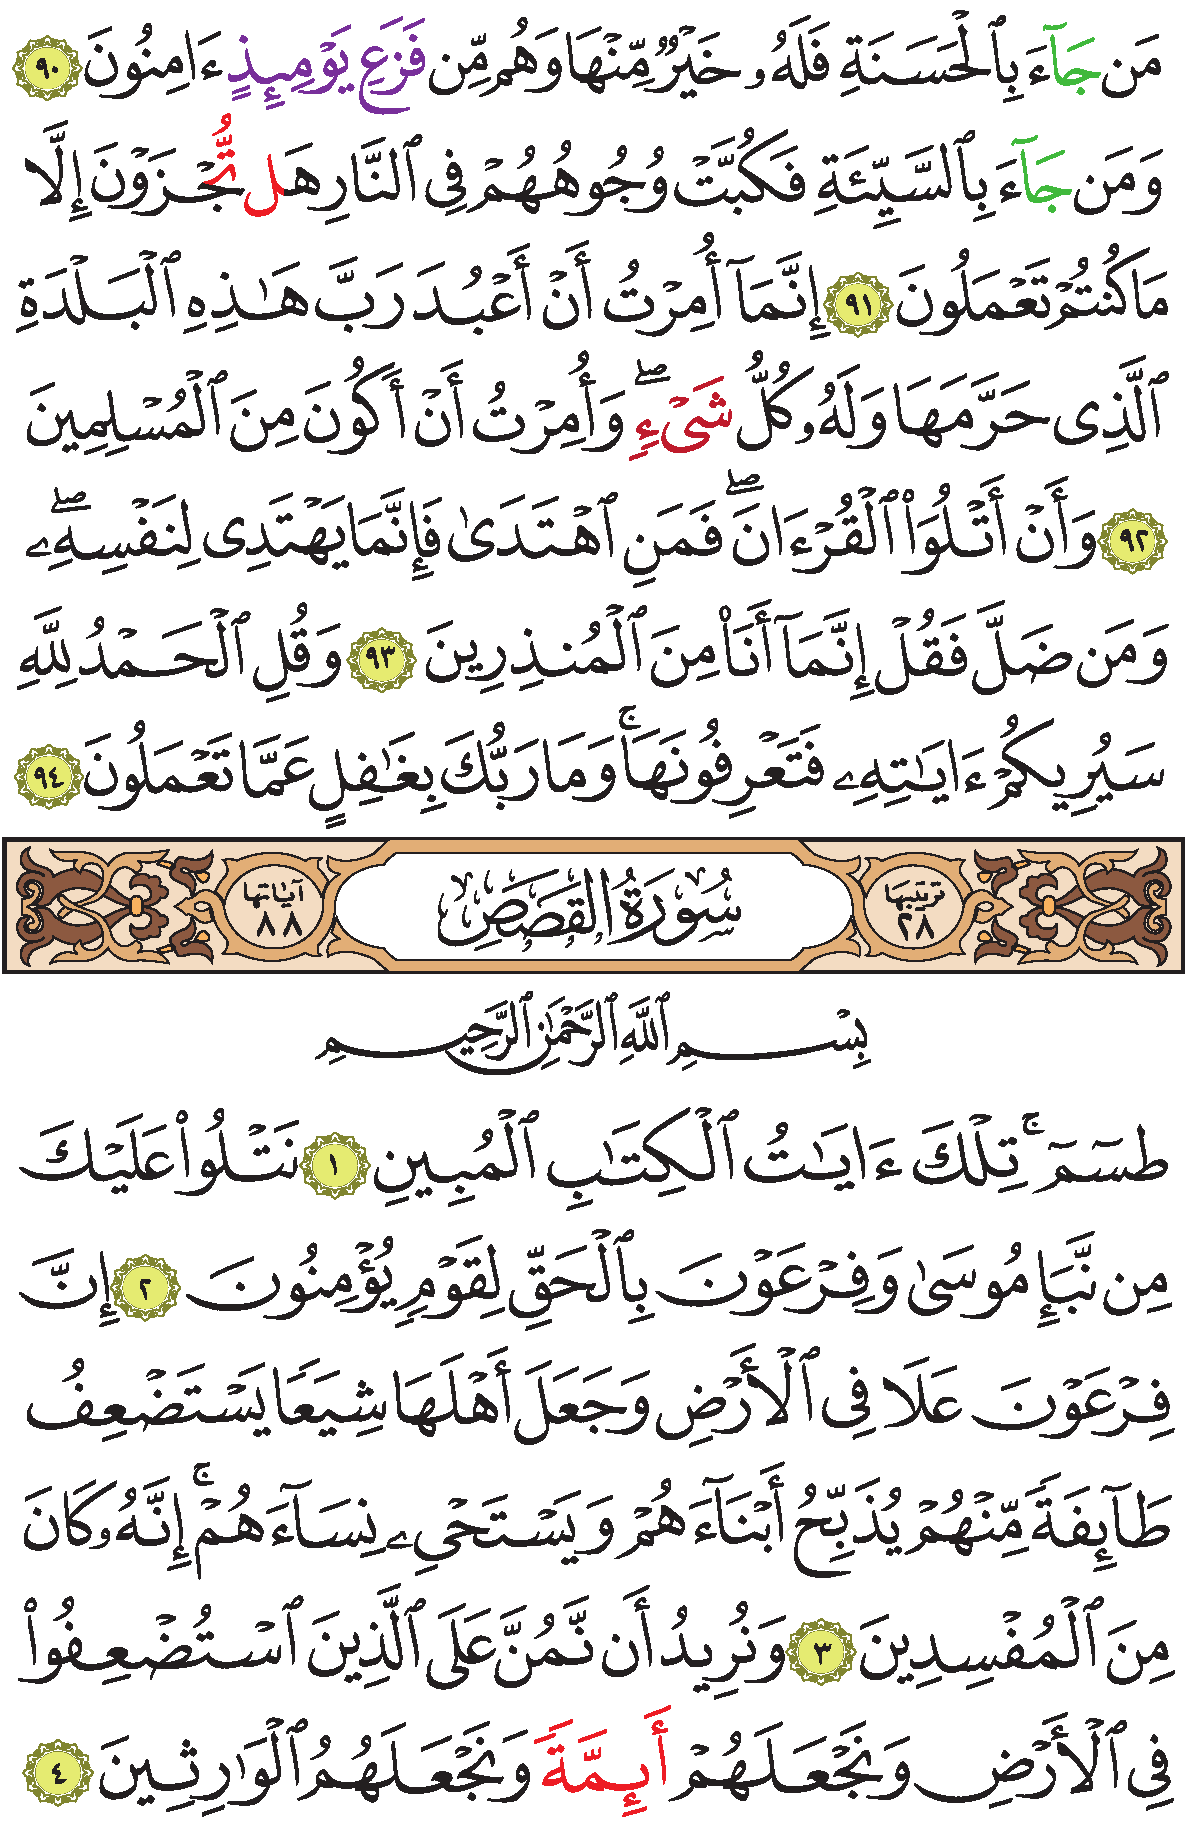 مَن جَآءَ بِٱلْحَسَنَةِ فَلَهُۥ خَيْرٌ مِّنْهَا وَهُم مِّن فَزَعِ يَوْمِئِذٍ ءَامِنُونَ ٩٠
وَمَن جَآءَ بِٱلسَّيِّئَةِ فَكُبَّتْ وُجُوهُهُمْ فِى ٱلنَّارِ هَل تُّجْزَوْنَ إِلَّا
مَا كُنتُمْ تَعْمَلُونَ ٩١ إِنَّمَآ أُمِرْتُ أَنْ أَعْبُدَ رَبَّ هَٰذِهِ ٱلْبَلْدَةِ
ٱلَّذِى حَرَّمَهَا وَلَهُۥ كُلُّ شَىْءٍۖ وَأُمِرْتُ أَنْ أَكُونَ مِنَ ٱلْمُسْلِمِينَ
٩٢ وَأَنْ أَتْلُوَا۟ ٱلْقُرْءَانَۖ فَمَنِ ٱهْتَدَىٰ فَإِنَّمَا يَهْتَدِى لِنَفْسِهِۦۖ
وَمَن ضَلَّ فَقُلْ إِنَّمَآ أَنَا۠ مِنَ ٱلْمُنذِرِينَ ٩٣ وَقُلِ ٱلْحَمْدُ لِلَّهِ
سَيُرِيكُمْ ءَايَٰتِهِۦ فَتَعْرِفُونَهَاۚ وَمَا رَبُّكَ بِغَٰفِلٍ عَمَّا تَعْمَلُونَ ٩٤
ترتيبها ٢٨ سُورَةُ القَصَصِ آياتها ٨٨
بِسْمِ ٱللَّهِ ٱلرَّحْمَٰنِ ٱلرَّحِيمِ
طسٓمٓۚ تِلْكَ ءَايَٰتُ ٱلْكِتَٰبِ ٱلْمُبِينِ ١ نَتْلُوا۟ عَلَيْكَ
مِن نَّبَإِ مُوسَىٰ وَفِرْعَوْنَ بِٱلْحَقِّ لِقَوْمٍ يُؤْمِنُونَ ٢ إِنَّ
فِرْعَوْنَ عَلَا فِى ٱلْأَرْضِ وَجَعَلَ أَهْلَهَا شِيَعًا يَسْتَضْعِفُ
طَآئِفَةً مِّنْهُمْ يُذَبِّحُ أَبْنَآءَهُمْ وَيَسْتَحْىِۦ نِسَآءَهُمْۚ إِنَّهُۥ كَانَ
مِنَ ٱلْمُفْسِدِينَ ٣ وَنُرِيدُ أَن نَّمُنَّ عَلَى ٱلَّذِينَ ٱسْتُضْعِفُوا۟
فِى ٱلْأَرْضِ وَنَجْعَلَهُمْ أَئِمَّةً وَنَجْعَلَهُمُ ٱلْوَٰرِثِينَ ٤